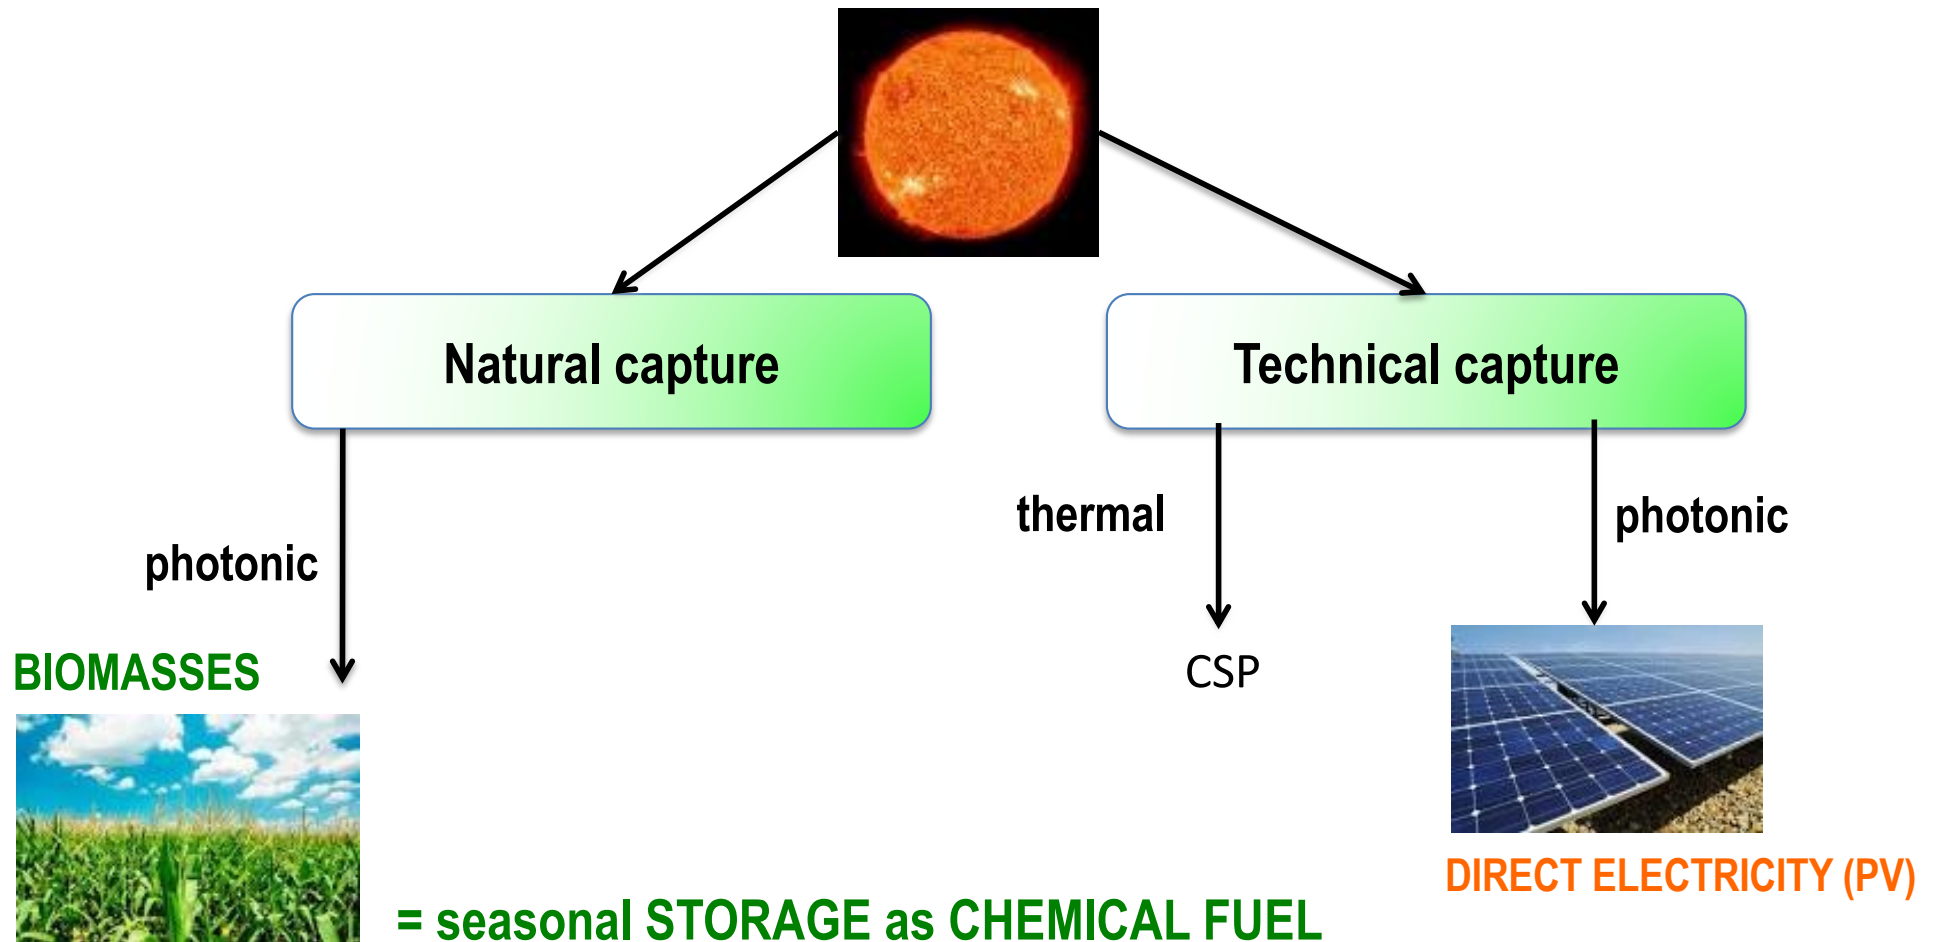 Natural capture
Technical capture
thermal
photonic
photonic
BIOMASSES
CSP
DIRECT ELECTRICITY (PV)
= seasonal STORAGE as CHEMICAL FUEL